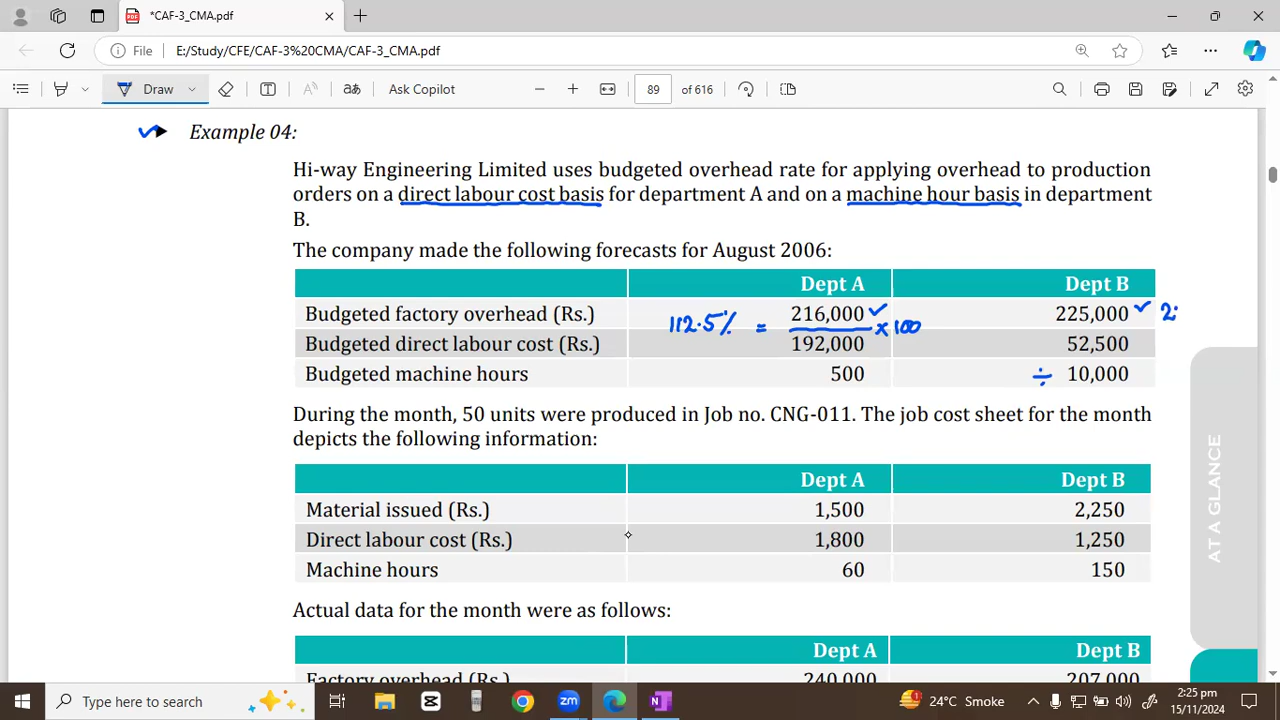 *CAF-3_CMA.pdf
File
E:/Study/CFE/CAF-3%20CMA/CAF-3_CMA.pdf
Draw
Ask Copilot
89 of 616
Example 04:
Hi-way Engineering Limited uses budgeted overhead rate for applying overhead to production
orders on a direct labour cost basis for department A and on a machine hour basis in department
B.
The company made the following forecasts for August 2006:
Dept A Dept B
Budgeted factory overhead (Rs.) 216,000 225,000
112.5% = × 100
Budgeted direct labour cost (Rs.) 192,000 52,500
Budgeted machine hours 500 ÷ 10,000
During the month, 50 units were produced in Job no. CNG-011. The job cost sheet for the month
depicts the following information:
Dept A Dept B
Material issued (Rs.) 1,500 2,250
Direct labour cost (Rs.) 1,800 1,250
Machine hours 60 150
Actual data for the month were as follows:
Dept A Dept B
Factory overhead (Rs.) 240,000 207,000
AT A GLANCE
Type here to search
24°C Smoke
2:25 pm
15/11/2024